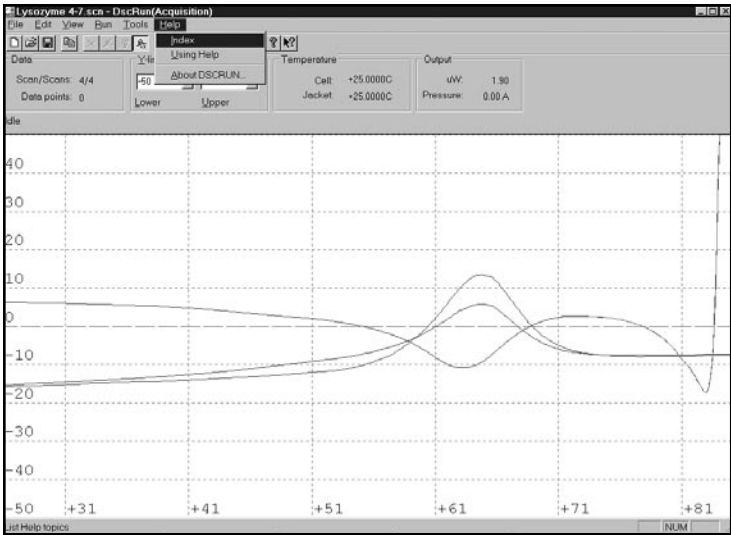 Lysozyme 4-7.scn - DscRun(Acquisition)
File Edit View Run Tools Help
Index
Using Help
About DSCRUN...
Data
Scan/Scans: 4/4
Data points: 0
-50
Lower Upper
Temperature
Cell: +25.0000C
Jacket: +25.0000C
Output
uW: 1.90
Pressure: 0.00 A
Idle
40
30
20
10
0
-10
-20
-30
-40
-50 +31 +41 +51 +61 +71 +81
List Help topics NUM